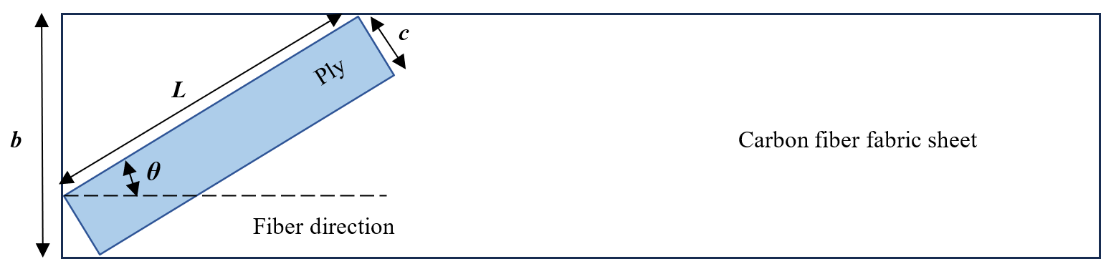 c
Ply
L
b
Carbon fiber fabric sheet
θ
Fiber direction